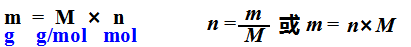 m = M × n
g g/mol mol
n = m/M 或 m = n×M